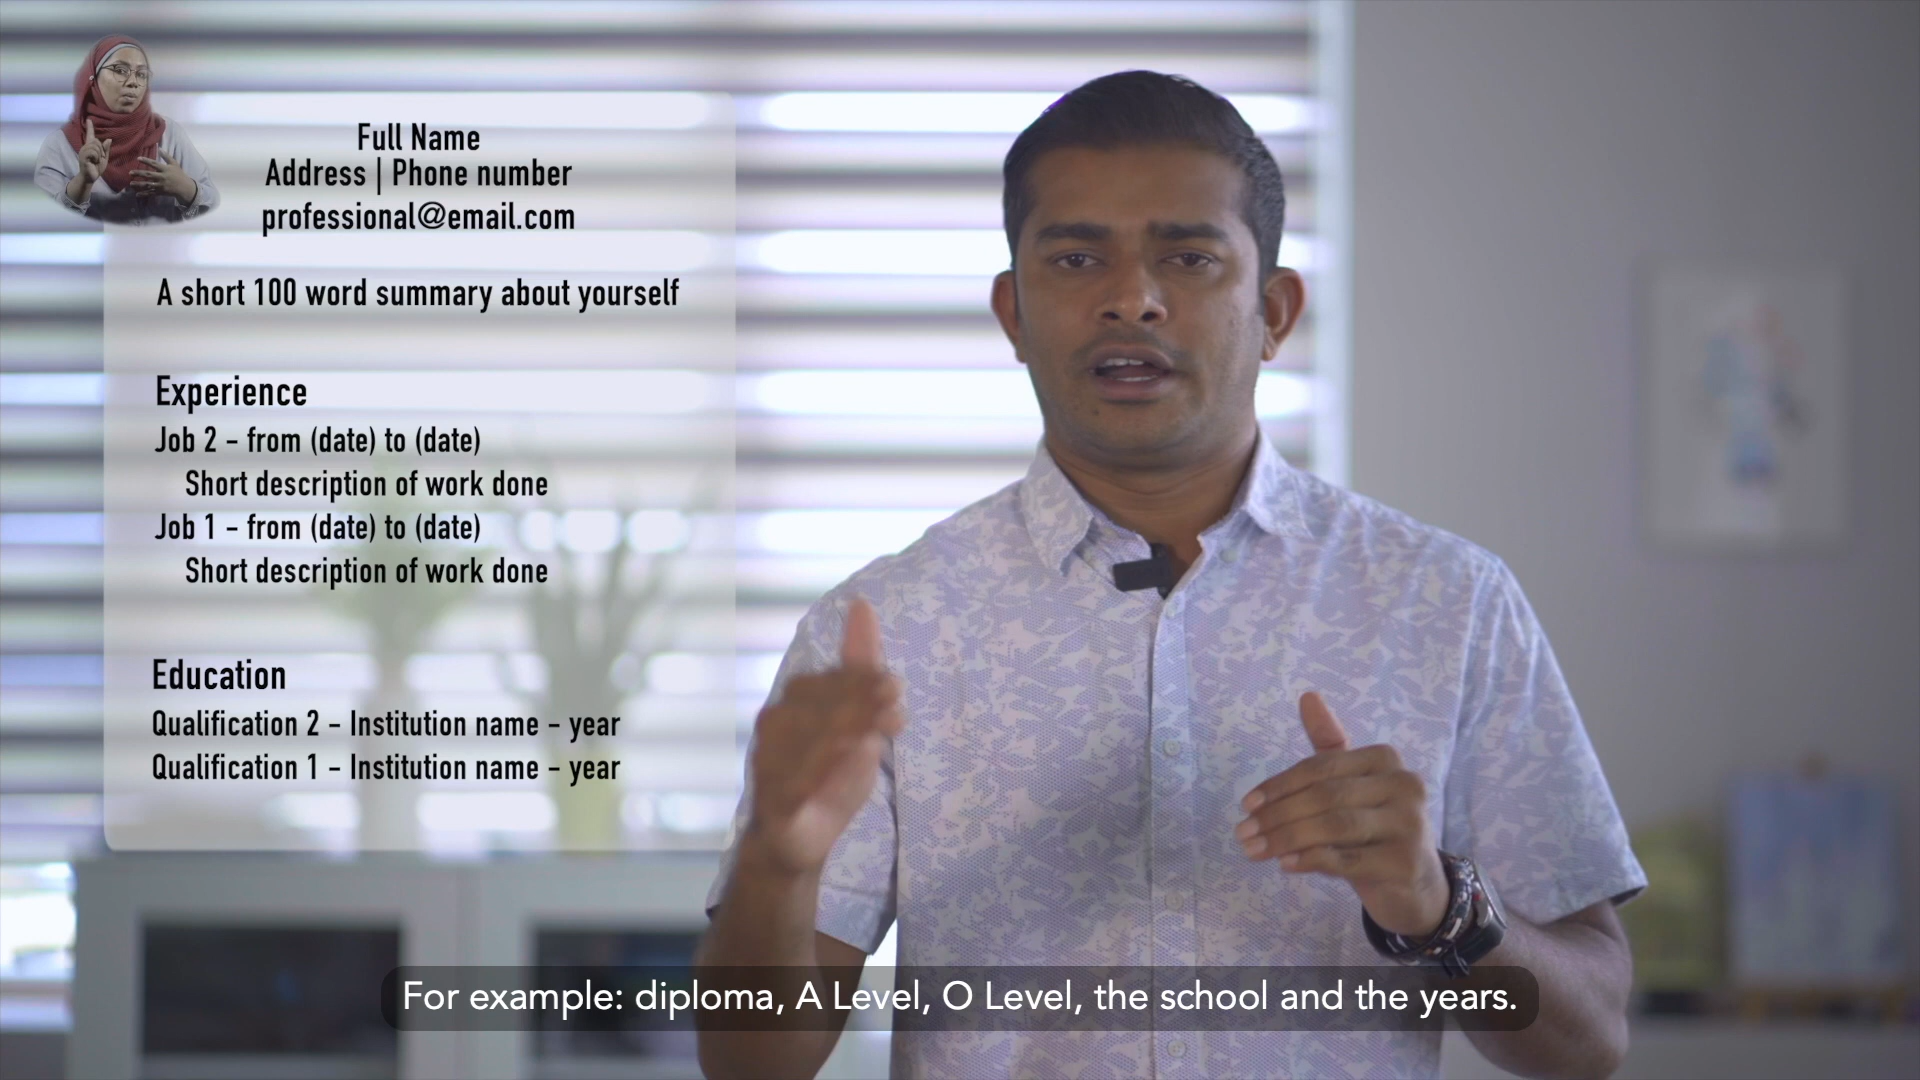 Full Name
Address | Phone number
professional@email.com
A short 100 word summary about yourself
Experience
Job 2 - from (date) to (date)
Short description of work done
Job 1 - from (date) to (date)
Short description of work done
Education
Qualification 2 - Institution name - year
Qualification 1 - Institution name - year
For example: diploma, A Level, O Level, the school and the years.